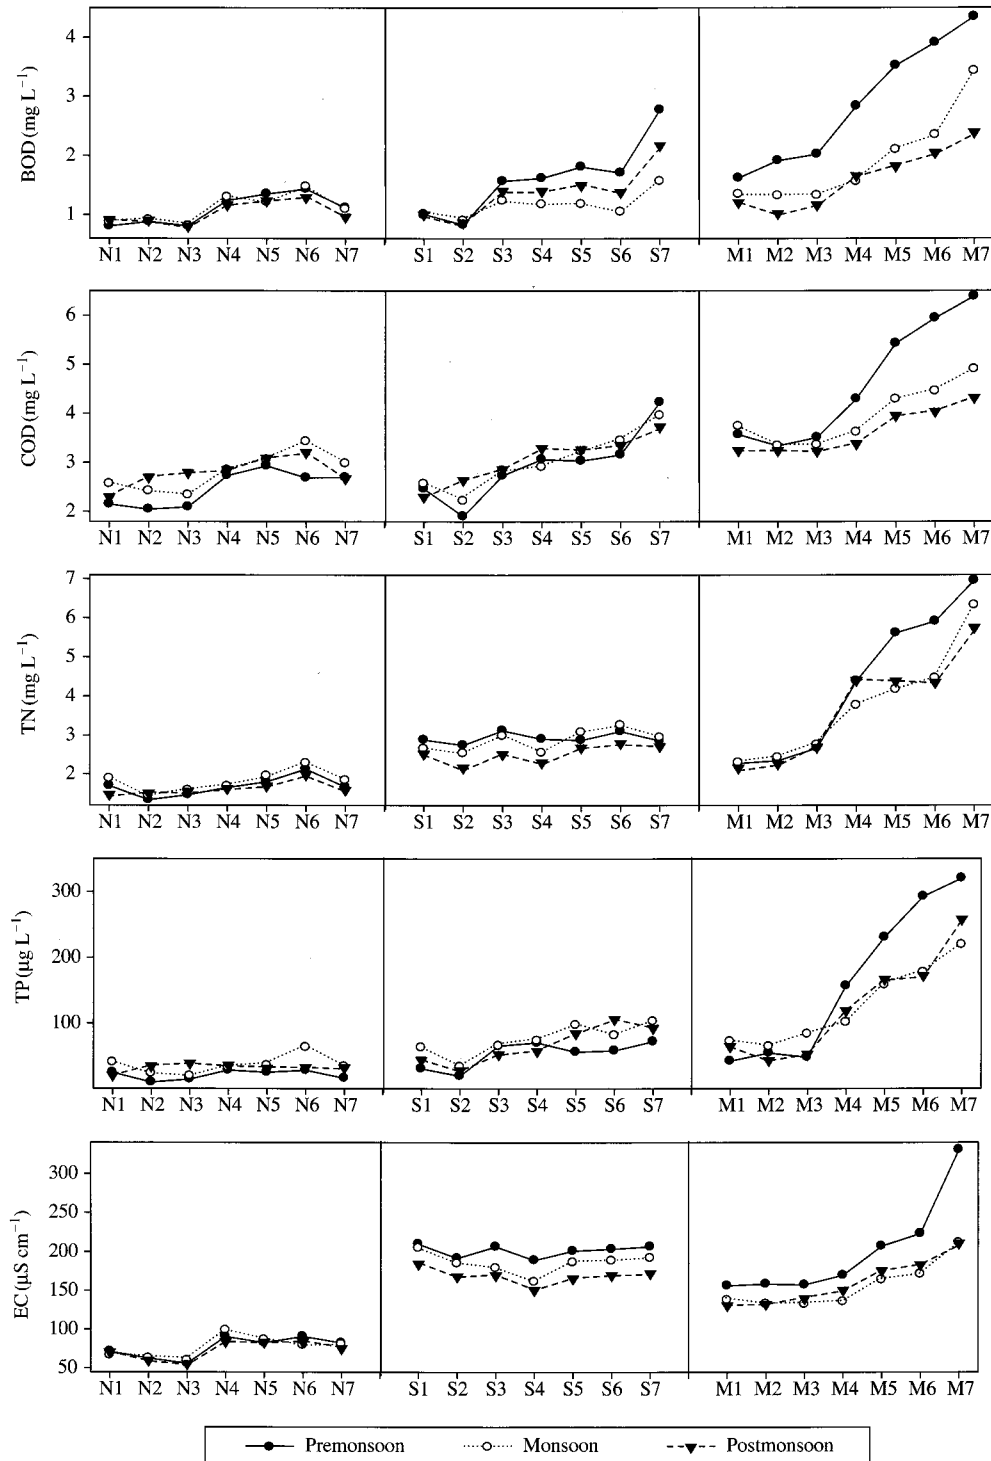 BOD (mg L⁻¹)
4
3
2
1
N1 N2 N3 N4 N5 N6 N7 S1 S2 S3 S4 S5 S6 S7 M1 M2 M3 M4 M5 M6 M7
COD (mg L⁻¹)
6
5
4
3
2
N1 N2 N3 N4 N5 N6 N7 S1 S2 S3 S4 S5 S6 S7 M1 M2 M3 M4 M5 M6 M7
TN (mg L⁻¹)
7
6
5
4
3
2
N1 N2 N3 N4 N5 N6 N7 S1 S2 S3 S4 S5 S6 S7 M1 M2 M3 M4 M5 M6 M7
TP (µg L⁻¹)
300
200
100
N1 N2 N3 N4 N5 N6 N7 S1 S2 S3 S4 S5 S6 S7 M1 M2 M3 M4 M5 M6 M7
EC (µS cm⁻¹)
300
250
200
150
100
50
N1 N2 N3 N4 N5 N6 N7 S1 S2 S3 S4 S5 S6 S7 M1 M2 M3 M4 M5 M6 M7
Premonsoon Monsoon Postmonsoon